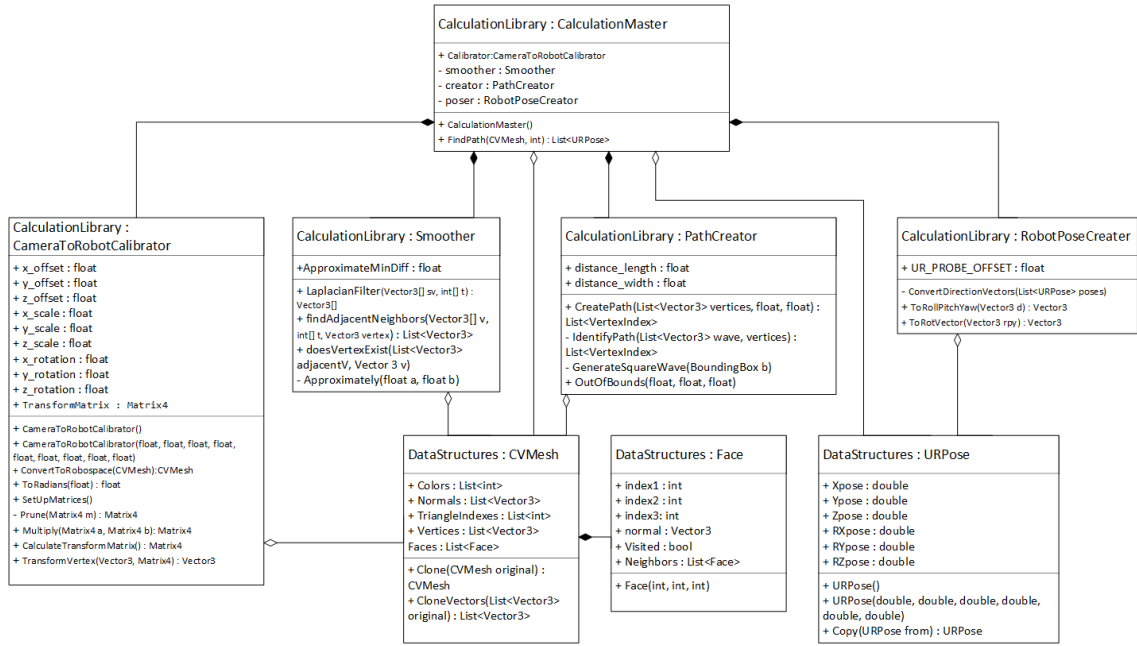 CalculationLibrary : CalculationMaster
+ Calibrator:CameraToRobotCalibrator
- smoother : Smoother
- creator : PathCreator
- poser : RobotPoseCreator
+ CalculationMaster()
+ FindPath(CVMesh, int) : List<URPose>
CalculationLibrary :
CameraToRobotCalibrator
+ x_offset : float
+ y_offset : float
+ z_offset : float
+ x_scale : float
+ y_scale : float
+ z_scale : float
+ x_rotation : float
+ y_rotation : float
+ z_rotation : float
+ TransformMatrix : Matrix4
+ CameraToRobotCalibrator()
+ CameraToRobotCalibrator(float, float, float, float,
float, float, float, float, float)
+ ConvertToRobospace(CVMesh):CVMesh
+ ToRadians(float) : float
+ SetUpMatrices()
- Prune(Matrix4 m) : Matrix4
+ Multiply(Matrix4 a, Matrix4 b): Matrix4
+ CalculateTransformMatrix() : Matrix4
+ TransformVertex(Vector3, Matrix4) : Vector3
CalculationLibrary : Smoother
+ApproximateMinDiff : float
+ LaplacianFilter(Vector3[] sv, int[] t) :
Vector3[]
+ findAdjacentNeighbors(Vector3[] v,
int[] t, Vector3 vertex) : List<Vector3>
+ doesVertexExist(List<Vector3>
adjacentV, Vector 3 v)
- Approximately(float a, float b)
CalculationLibrary : PathCreator
+ distance_length : float
+ distance_width : float
+ CreatePath(List<Vector3> vertices, float, float) :
List<VertexIndex>
- IdentifyPath(List<Vector3> wave, vertices) :
List<VertexIndex>
- GenerateSquareWave(BoundingBox b)
+ OutOfBounds(float, float, float)
CalculationLibrary : RobotPoseCreater
+ UR_PROBE_OFFSET : float
- ConvertDirectionVectors(List<URPose> poses)
+ ToRollPitchYaw(Vector3 d) : Vector3
+ ToRotVector(Vector3 rpy) : Vector3
DataStructures : CVMesh
+ Colors : List<int>
+ Normals : List<Vector3>
+ TriangleIndexes : List<int>
+ Vertices : List<Vector3>
Faces : List<Face>
+ Clone(CVMesh original) :
CVMesh
+ CloneVectors(List<Vector3>
original) : List<Vector3>
DataStructures : Face
+ index1 : int
+ index2 : int
+ index3: int
+ normal : Vector3
+ Visited : bool
+ Neighbors : List<Face>
+ Face(int, int, int)
DataStructures : URPose
+ Xpose : double
+ Ypose : double
+ Zpose : double
+ RXpose : double
+ RYpose : double
+ RZpose : double
+ URPose()
+ URPose(double, double, double, double,
double, double)
+ Copy(URPose from) : URPose